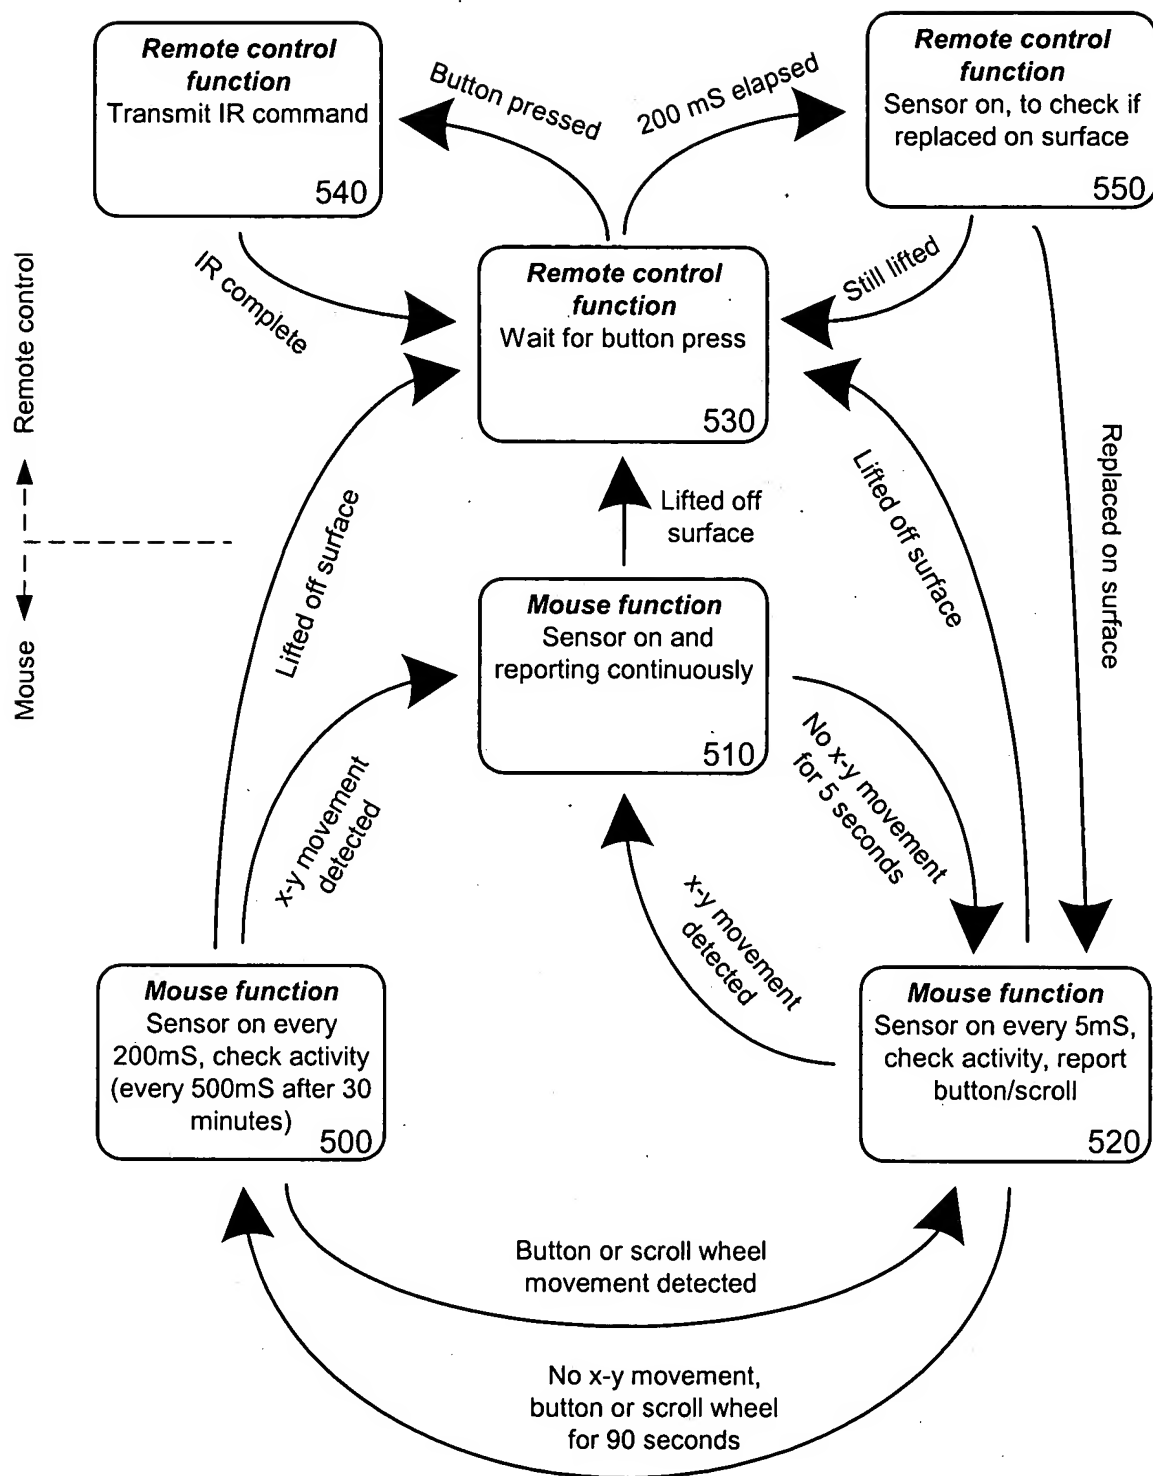 Remote control
function
Transmit IR command
540
Button pressed
200 mS elapsed
Remote control
function
Sensor on, to check if
replaced on surface
550
IR complete
Still lifted
Remote control
function
Wait for button press
530
Remote control
Mouse
Lifted off surface
Lifted off
surface
Lifted off surface
Replaced on surface
Mouse function
Sensor on and
reporting continuously
510
x-y movement
detected
No x-y movement
for 5 seconds
x-y movement
detected
Mouse function
Sensor on every
200mS, check activity
(every 500mS after 30
minutes)
500
Mouse function
Sensor on every 5mS,
check activity, report
button/scroll
520
Button or scroll wheel
movement detected
No x-y movement,
button or scroll wheel
for 90 seconds